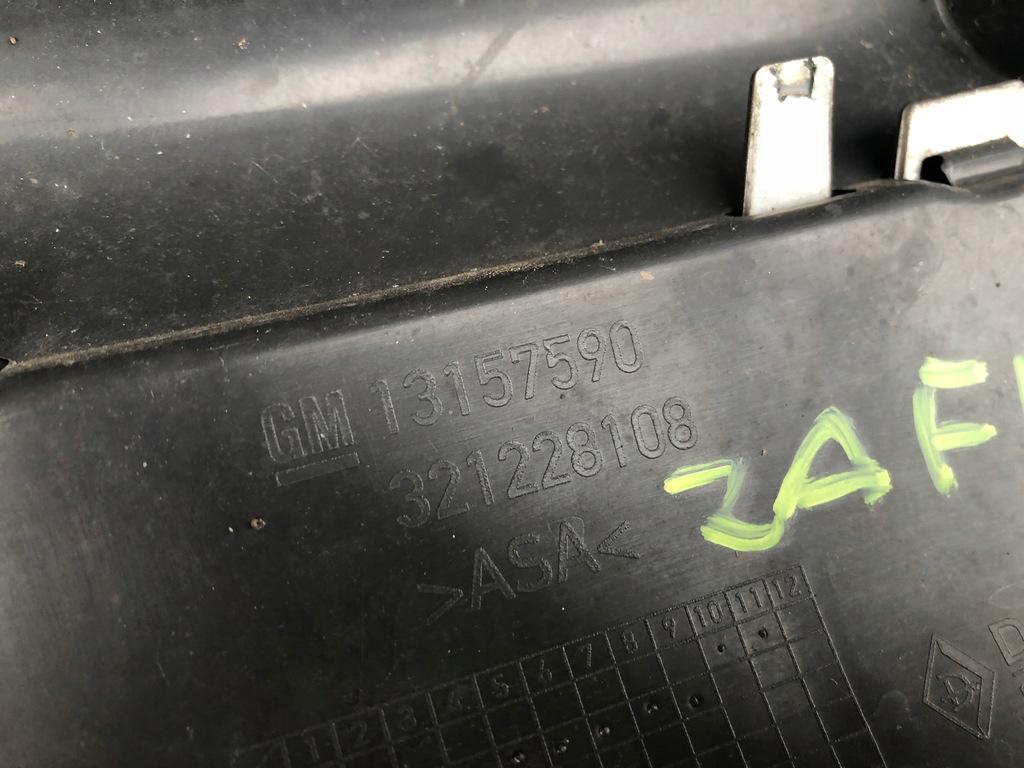 GM 13157590
321228108
>ASA<
ZAF
1 2 3 4 5 6 7 8 9 10 11 12